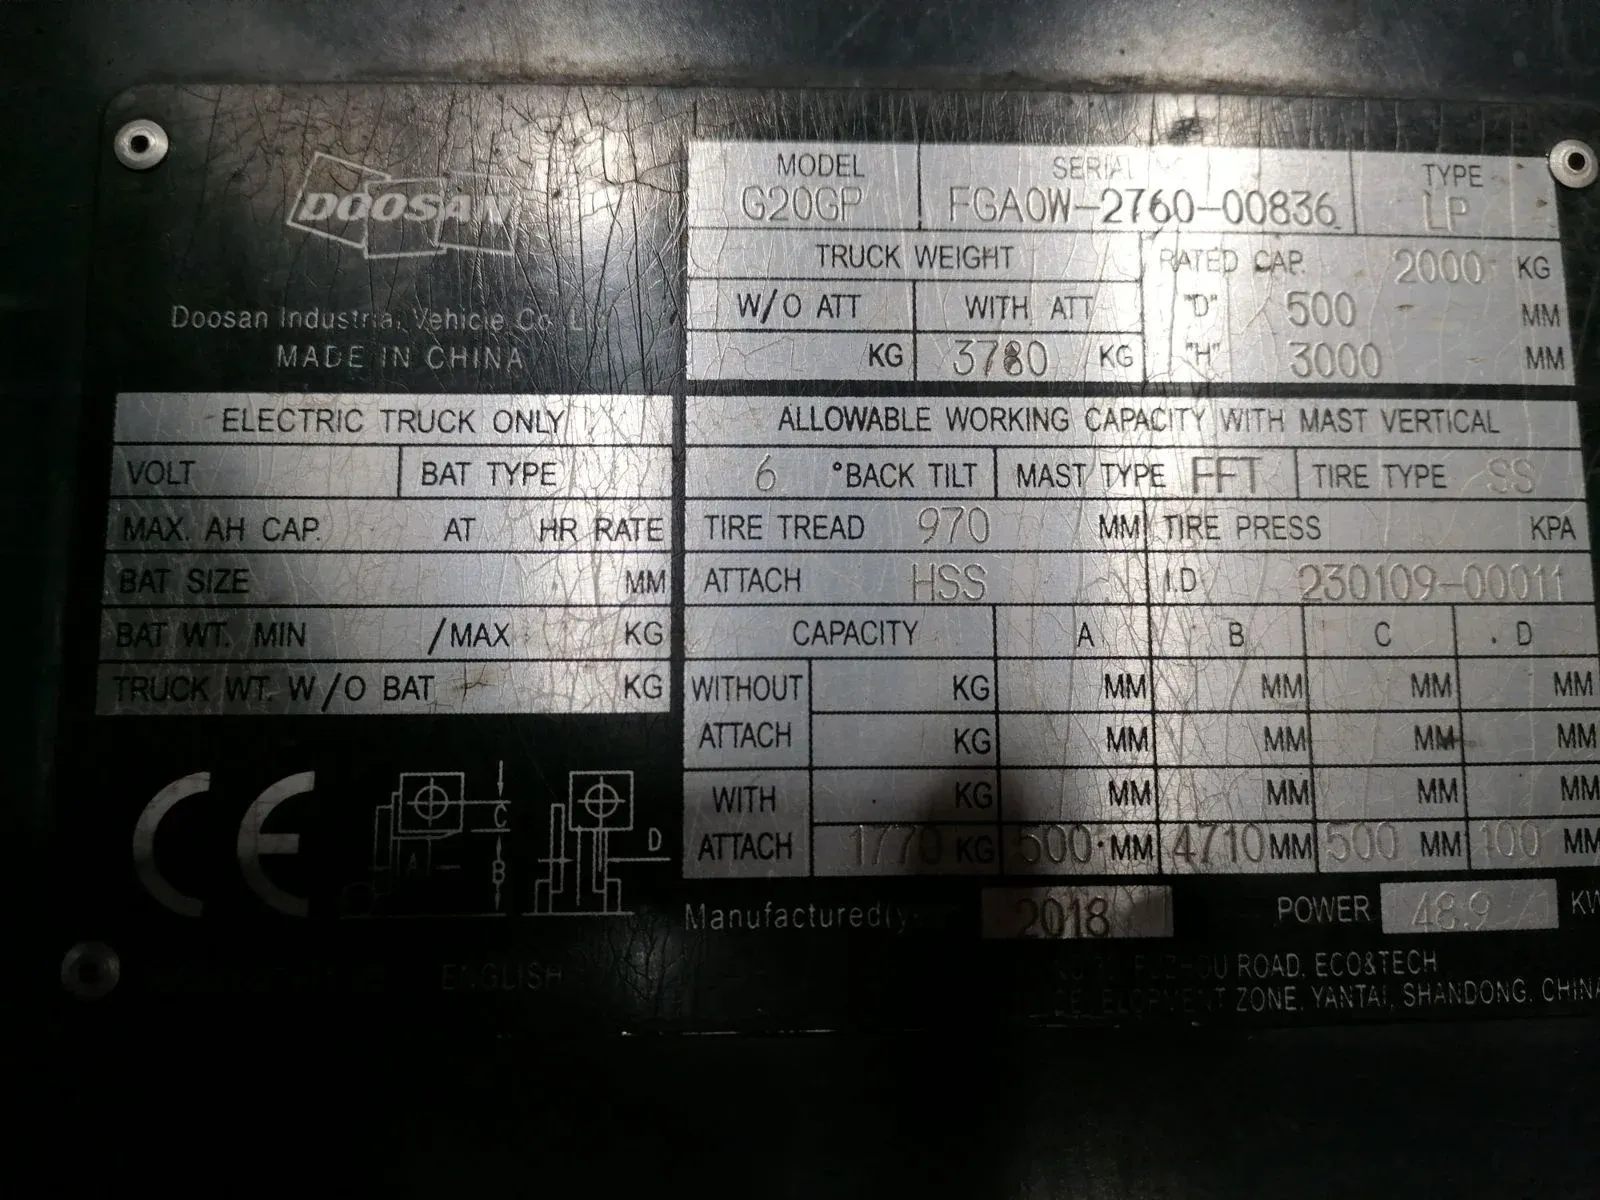 DOOSAN
Doosan Industrial Vehicle Co
MADE IN CHINA
MODEL SERIAL TYPE
G20GP FGA0W-2760-00836 LP
TRUCK WEIGHT RATED CAP. 2000 KG
W/O ATT WITH ATT "D" 500 MM
KG 3780 KG "H" 3000 MM
ELECTRIC TRUCK ONLY
VOLT BAT TYPE
MAX. AH CAP. AT HR RATE
BAT SIZE MM
BAT WT. MIN /MAX KG
TRUCK WT. W/O BAT KG
ALLOWABLE WORKING CAPACITY WITH MAST VERTICAL
6 °BACK TILT MAST TYPE FFT TIRE TYPE SS
TIRE TREAD 970 MM TIRE PRESS KPA
ATTACH HSS I.D 230109-00011
CAPACITY A B C D
WITHOUT KG MM MM MM MM
ATTACH KG MM MM MM MM
WITH KG MM MM MM MM
ATTACH 1770 KG 500 MM 4710 MM 500 MM 100 MM
CE
C
A
B
D
Manufactured 2018 POWER 48.9 KW
ENGLISH
ROAD, ECO&TECH
DEVELOPMENT ZONE, YANTAI, SHANDONG, CHINA